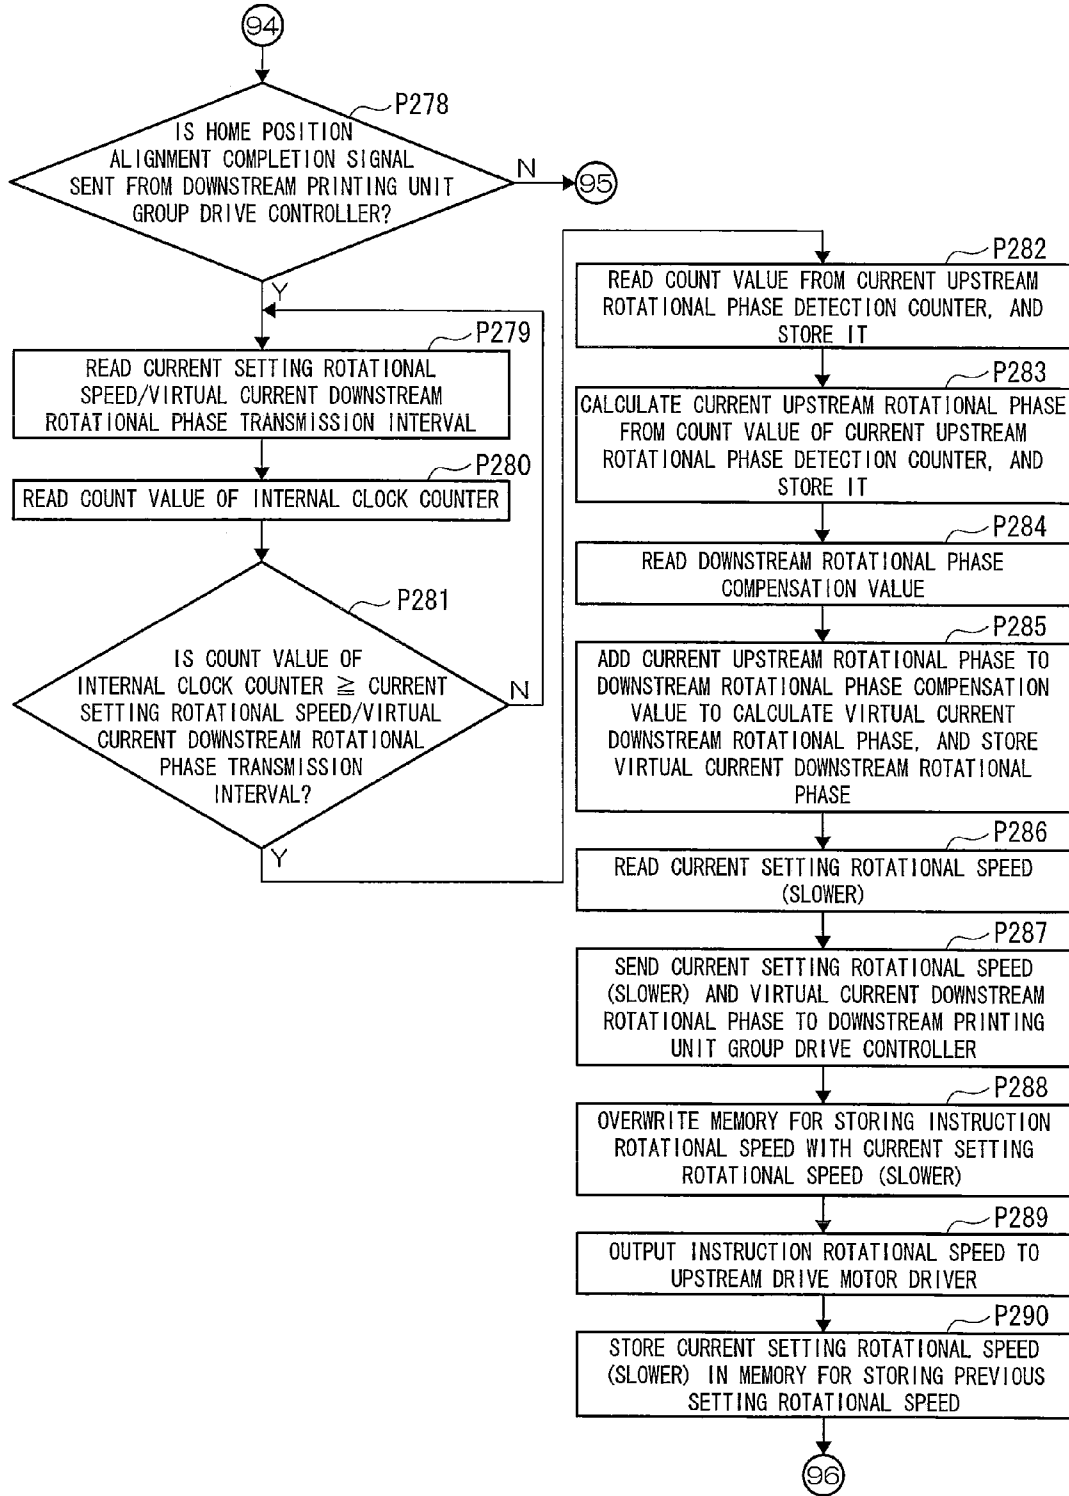 94
P278
IS HOME POSITION
ALIGNMENT COMPLETION SIGNAL
SENT FROM DOWNSTREAM PRINTING UNIT
GROUP DRIVE CONTROLLER?
N
95
Y
P279
READ CURRENT SETTING ROTATIONAL
SPEED/VIRTUAL CURRENT DOWNSTREAM
ROTATIONAL PHASE TRANSMISSION INTERVAL
P280
READ COUNT VALUE OF INTERNAL CLOCK COUNTER
P281
IS COUNT VALUE OF
INTERNAL CLOCK COUNTER ≧ CURRENT
SETTING ROTATIONAL SPEED/VIRTUAL
CURRENT DOWNSTREAM ROTATIONAL
PHASE TRANSMISSION
INTERVAL?
N
Y
P282
READ COUNT VALUE FROM CURRENT UPSTREAM
ROTATIONAL PHASE DETECTION COUNTER, AND
STORE IT
P283
CALCULATE CURRENT UPSTREAM ROTATIONAL PHASE
FROM COUNT VALUE OF CURRENT UPSTREAM
ROTATIONAL PHASE DETECTION COUNTER, AND
STORE IT
P284
READ DOWNSTREAM ROTATIONAL PHASE
COMPENSATION VALUE
P285
ADD CURRENT UPSTREAM ROTATIONAL PHASE TO
DOWNSTREAM ROTATIONAL PHASE COMPENSATION
VALUE TO CALCULATE VIRTUAL CURRENT
DOWNSTREAM ROTATIONAL PHASE, AND STORE
VIRTUAL CURRENT DOWNSTREAM ROTATIONAL
PHASE
P286
READ CURRENT SETTING ROTATIONAL SPEED
(SLOWER)
P287
SEND CURRENT SETTING ROTATIONAL SPEED
(SLOWER) AND VIRTUAL CURRENT DOWNSTREAM
ROTATIONAL PHASE TO DOWNSTREAM PRINTING
UNIT GROUP DRIVE CONTROLLER
P288
OVERWRITE MEMORY FOR STORING INSTRUCTION
ROTATIONAL SPEED WITH CURRENT SETTING
ROTATIONAL SPEED (SLOWER)
P289
OUTPUT INSTRUCTION ROTATIONAL SPEED TO
UPSTREAM DRIVE MOTOR DRIVER
P290
STORE CURRENT SETTING ROTATIONAL SPEED
(SLOWER) IN MEMORY FOR STORING PREVIOUS
SETTING ROTATIONAL SPEED
96